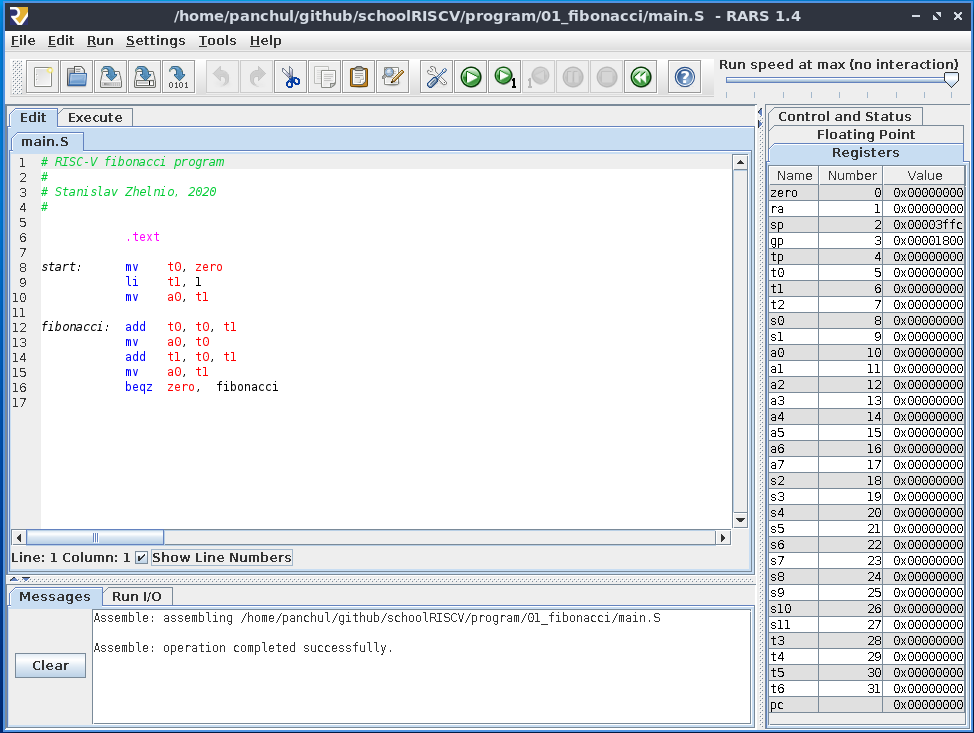 /home/panchul/github/schoolRISCV/program/01_fibonacci/main.S - RARS 1.4
File Edit Run Settings Tools Help
0101
1
Run speed at max (no interaction)
Edit Execute
main.S
1 # RISC-V fibonacci program
2 #
3 # Stanislav Zhelnio, 2020
4 #
5
6 .text
7
8 start: mv t0, zero
9 li t1, 1
10 mv a0, t1
11
12 fibonacci: add t0, t0, t1
13 mv a0, t0
14 add t1, t0, t1
15 mv a0, t1
16 beqz zero, fibonacci
17
Line: 1 Column: 1 Show Line Numbers
Messages Run I/O
Assemble: assembling /home/panchul/github/schoolRISCV/program/01_fibonacci/main.S
Assemble: operation completed successfully.
Clear
Control and Status
Floating Point
Registers
Name Number Value
zero 0 0x00000000
ra 1 0x00000000
sp 2 0x00003ffc
gp 3 0x00001800
tp 4 0x00000000
t0 5 0x00000000
t1 6 0x00000000
t2 7 0x00000000
s0 8 0x00000000
s1 9 0x00000000
a0 10 0x00000000
a1 11 0x00000000
a2 12 0x00000000
a3 13 0x00000000
a4 14 0x00000000
a5 15 0x00000000
a6 16 0x00000000
a7 17 0x00000000
s2 18 0x00000000
s3 19 0x00000000
s4 20 0x00000000
s5 21 0x00000000
s6 22 0x00000000
s7 23 0x00000000
s8 24 0x00000000
s9 25 0x00000000
s10 26 0x00000000
s11 27 0x00000000
t3 28 0x00000000
t4 29 0x00000000
t5 30 0x00000000
t6 31 0x00000000
pc 0x00000000